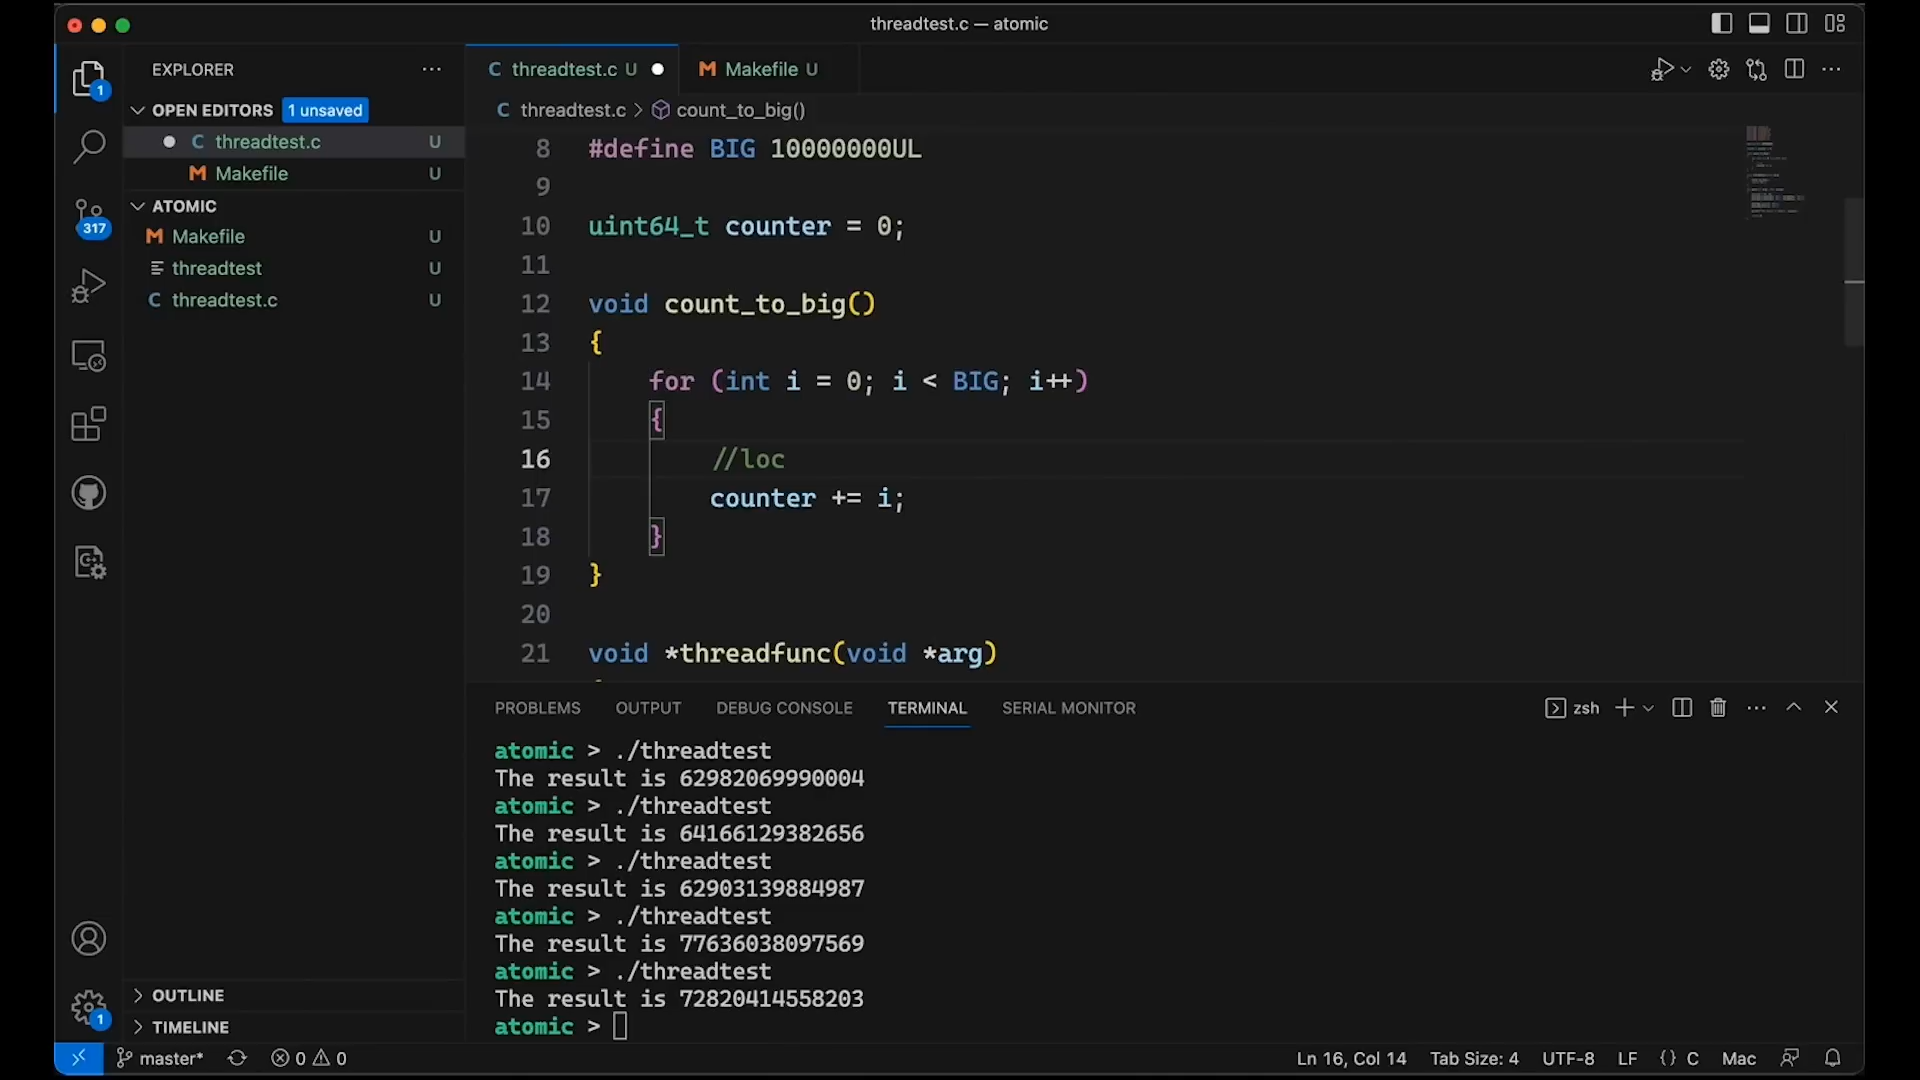 threadtest.c — atomic
EXPLORER
OPEN EDITORS 1 unsaved
threadtest.c U
Makefile U
ATOMIC
Makefile U
threadtest U
threadtest.c U
OUTLINE
TIMELINE
1
317
1
C threadtest.c U
M Makefile U
C threadtest.c > count_to_big()
8 #define BIG 10000000UL
9
10 uint64_t counter = 0;
11
12 void count_to_big()
13 {
14 for (int i = 0; i < BIG; i++)
15 {
16 //loc
17 counter += i;
18 }
19 }
20
21 void *threadfunc(void *arg)
PROBLEMS OUTPUT DEBUG CONSOLE TERMINAL SERIAL MONITOR
zsh
atomic > ./threadtest
The result is 62982069990004
atomic > ./threadtest
The result is 64166129382656
atomic > ./threadtest
The result is 62903139884987
atomic > ./threadtest
The result is 77636038097569
atomic > ./threadtest
The result is 72820414558203
atomic >
master* 0 0 Ln 16, Col 14 Tab Size: 4 UTF-8 LF {} C Mac